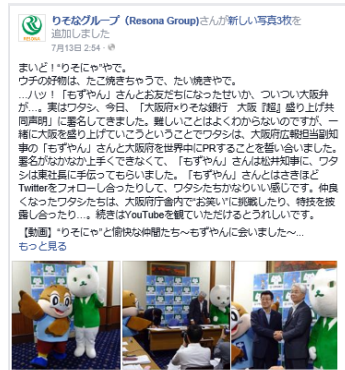 りそなグループ（Resona Group)さんが新しい写真3枚を
追加しました
7月13日 2:54 ·
RESONA
まいど！“りそにゃ”やで。
ウチの好物は、たこ焼きちゃうで、たい焼きやで。
…ハッ！「もずやん」さんとお友だちになったせいか、ついつい大阪弁
が…。実はワタシ、今日、「大阪府×りそな銀行　大阪『超』盛り上げ共
同声明」に署名してきました。難しいことはよくわからないのですが、一
緒に大阪を盛り上げていこうということでワタシは、大阪府広報担当副知
事の「もずやん」さんと大阪を世界中にPRすることを誓い合いました。
署名がなかなか上手くできなくて、「もずやん」さんは松井知事に、ワタ
シは東社長に手伝ってもらいました。「もずやん」さんとはさきほど
Twitterをフォローし合ったりして、ワタシたちかなりいい感じです。仲良
くなったワタシたちは、大阪府庁舎内で“お笑い”に挑戦したり、特技を披
露し合ったり…。続きはYouTubeを観ていただけるとうれしいです。
【動画】“りそにゃ”と愉快な仲間たち～もずやんに会いました～...
もっと見る